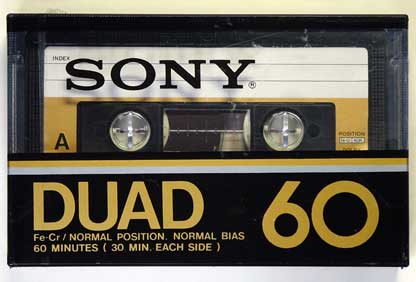 INDEX
SONY®
A
POSITION
DUAD 60
Fe-Cr / NORMAL POSITION. NORMAL BIAS
60 MINUTES ( 30 MIN. EACH SIDE )